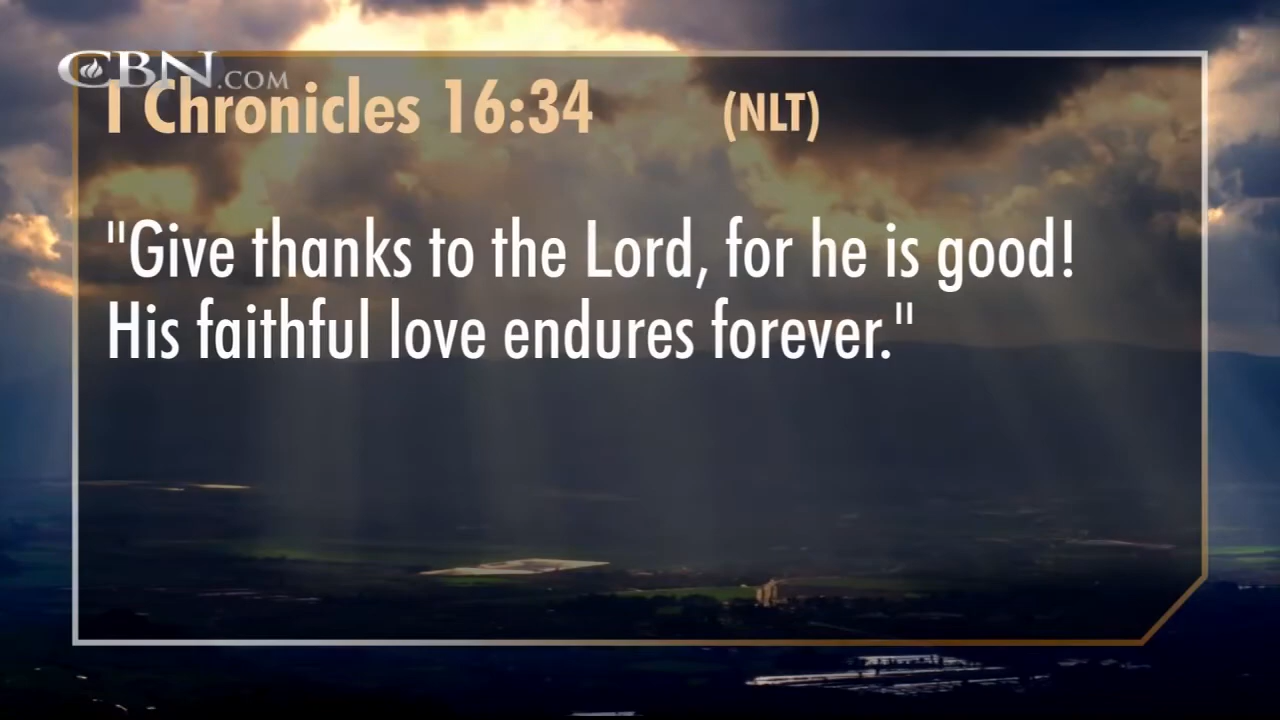 CBN.COM
I Chronicles 16:34 (NLT)
"Give thanks to the Lord, for he is good!
His faithful love endures forever."